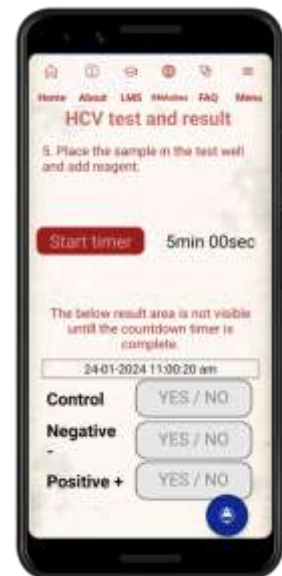 Home About LMS FAQ Menu
HCV test and result
5. Place the sample in the test well
and add reagent.
Start timer 5min 00sec
The below result area is not visible
untill the countdown timer is
complete.
24-01-2024 11:00:20 am
Control YES / NO
Negative YES / NO
-
Positive + YES / NO